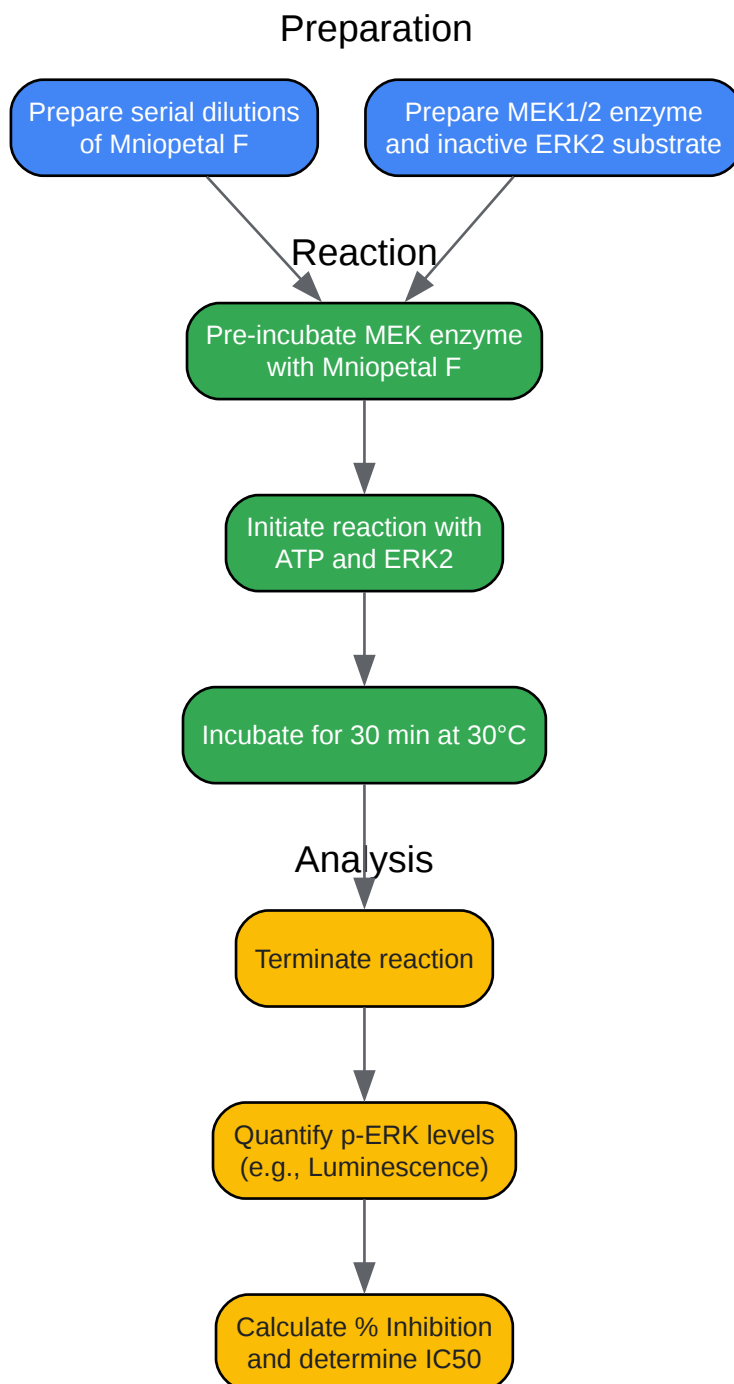 Preparation
Prepare serial dilutions
of Mniopetal F
Prepare MEK1/2 enzyme
and inactive ERK2 substrate
Reaction
Pre-incubate MEK enzyme
with Mniopetal F
Initiate reaction with
ATP and ERK2
Incubate for 30 min at 30°C
Analysis
Terminate reaction
Quantify p-ERK levels
(e.g., Luminescence)
Calculate % Inhibition
and determine IC50